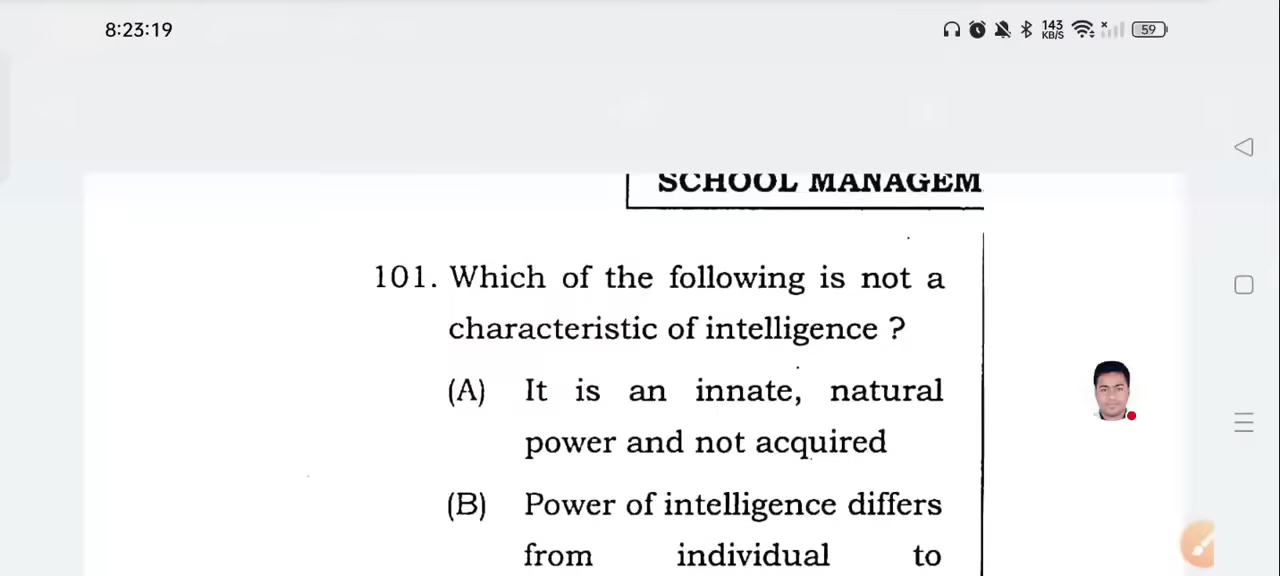 8:23:19
143
KB/S
59
SCHOOL MANAGEM
101. Which of the following is not a
characteristic of intelligence ?
(A) It is an innate, natural
power and not acquired
(B) Power of intelligence differs
from individual to